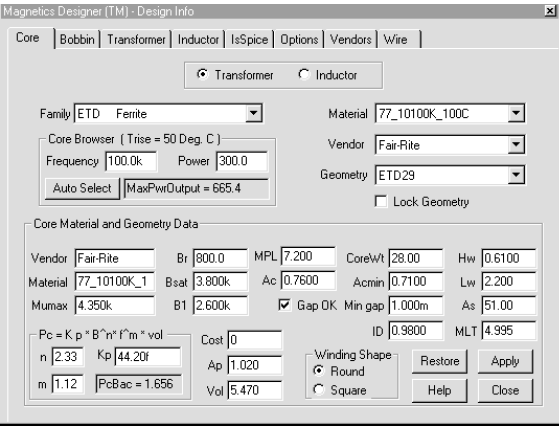 Magnetics Designer (TM) - Design Info
Core Bobbin Transformer Inductor IsSpice Options Vendors Wire
Transformer Inductor
Family ETD Ferrite Material 77_10100K_100C
Core Browser ( Trise = 50 Deg. C ) Vendor Fair-Rite
Frequency 100.0k Power 300.0 Geometry ETD29
Auto Select MaxPwrOutput = 665.4 Lock Geometry
Core Material and Geometry Data
Vendor Fair-Rite Br 800.0 MPL 7.200 CoreWt 28.00 Hw 0.6100
Material 77_10100K_1 Bsat 3.800k Ac 0.7600 Acmin 0.7100 Lw 2.200
Mumax 4.350k B1 2.600k Gap OK Min gap 1.000m As 51.00
ID 0.9800 MLT 4.995
Pc = K p * B^n* f^m * vol Cost 0 Winding Shape Restore Apply
n 2.33 Kp 44.20f Ap 1.020 Round
m 1.12 PcBac = 1.656 Vol 5.470 Square Help Close